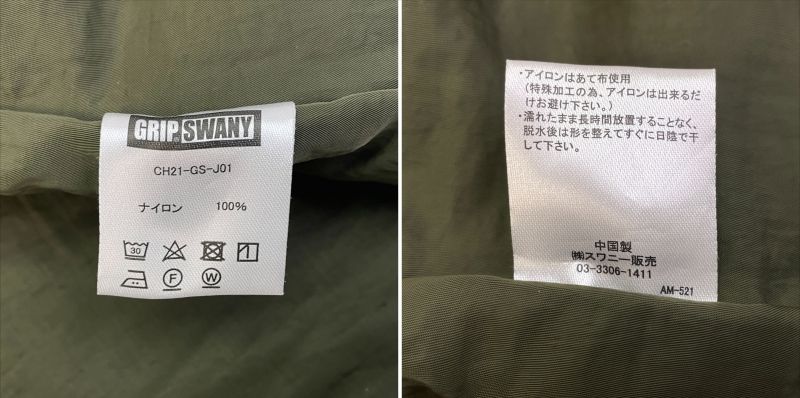 GRIP SWANY
CH21-GS-J01
ナイロン 100%
30
F
W
・アイロンはあて布使用
(特殊加工の為、アイロンは出来るだ
けお避け下さい。)
・濡れたまま長時間放置することなく、
脱水後は形を整えてすぐに日陰で干
して下さい。
中国製
㈱スワニー販売
03-3306-1411
AM-521